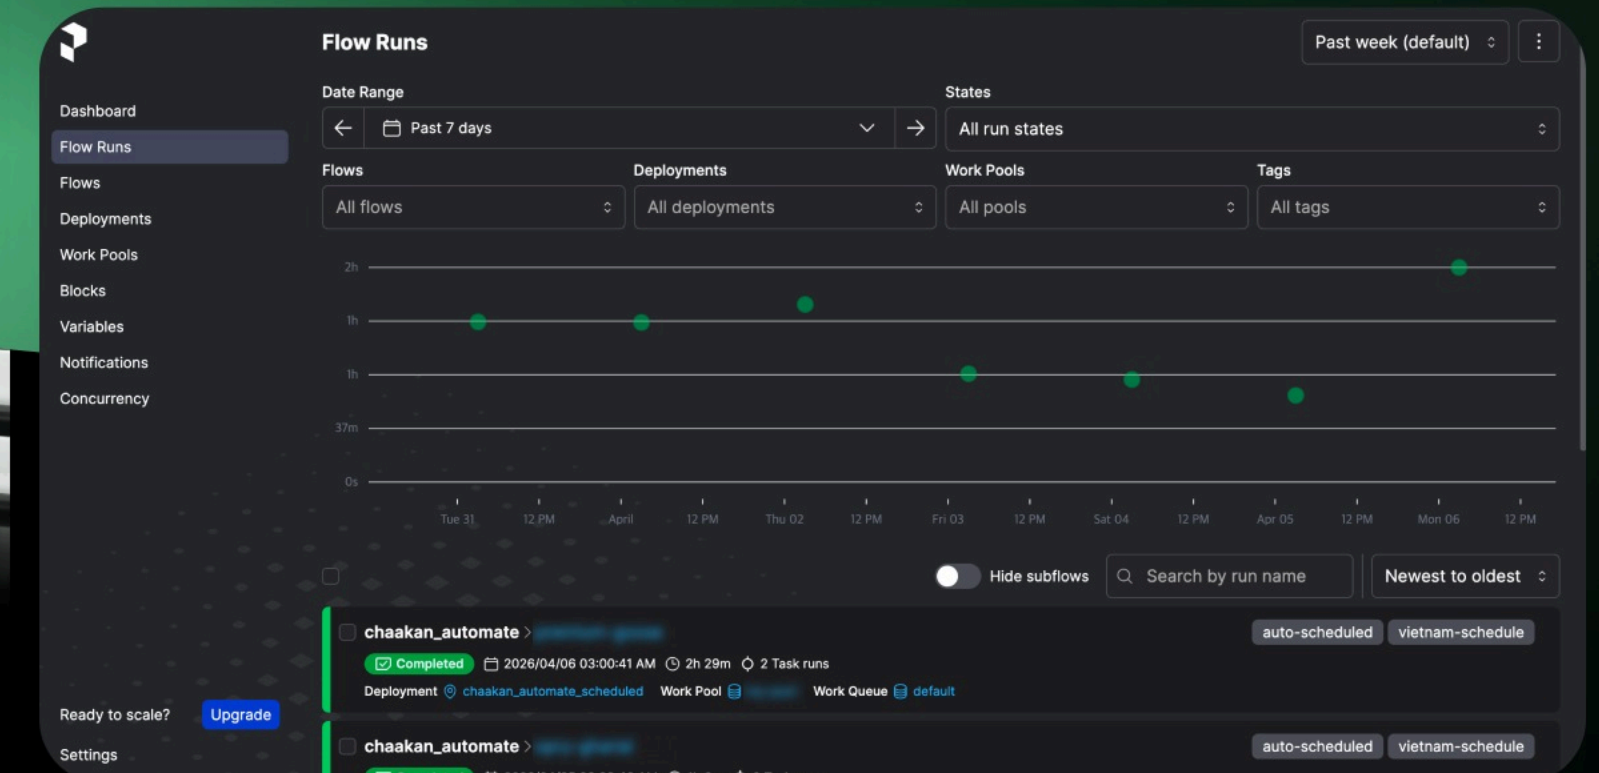 Flow Runs
Past week (default)
Dashboard
Flow Runs
Flows
Deployments
Work Pools
Blocks
Variables
Notifications
Concurrency
Date Range
Past 7 days
States
All run states
Flows
All flows
Deployments
All deployments
Work Pools
All pools
Tags
All tags
2h
1h
1h
37m
0s
Tue 31 12 PM April 12 PM Thu 02 12 PM Fri 03 12 PM Sat 04 12 PM Apr 05 12 PM Mon 06 12 PM
Hide subflows
Search by run name
Newest to oldest
chaakan_automate >
auto-scheduled vietnam-schedule
Completed 2026/04/06 03:00:41 AM 2h 29m 2 Task runs
Deployment chaakan_automate_scheduled Work Pool Work Queue default
chaakan_automate >
auto-scheduled vietnam-schedule
Ready to scale? Upgrade
Settings